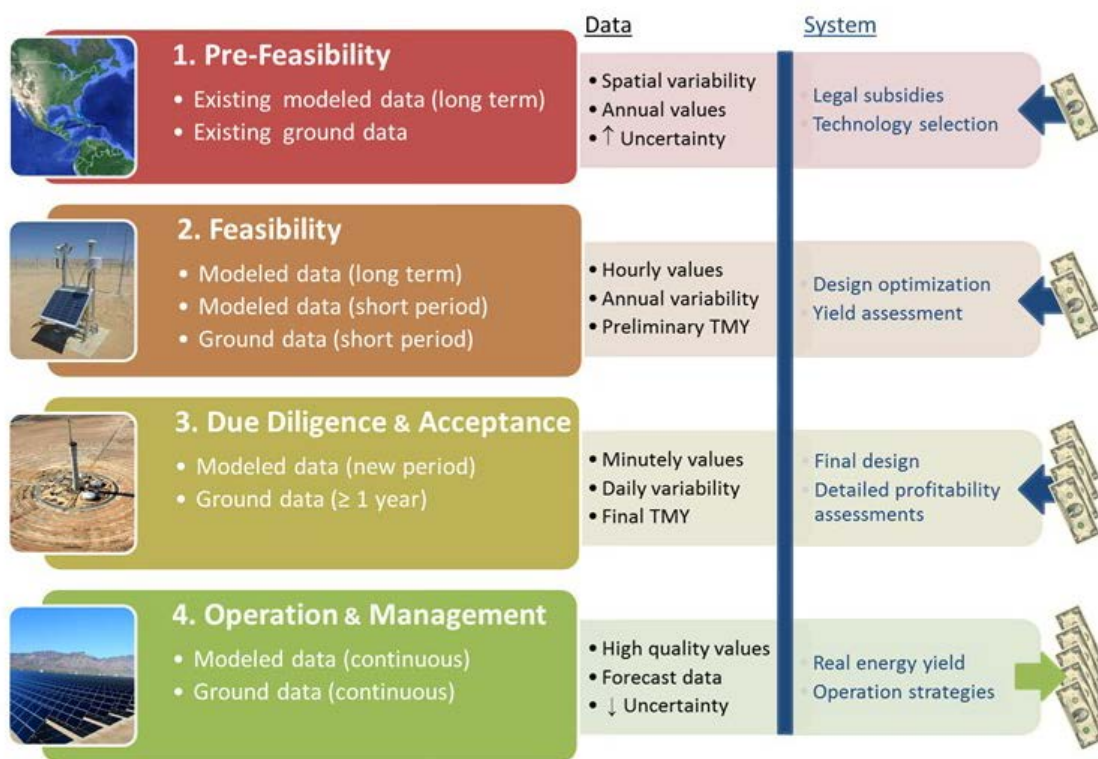 Data
System
1. Pre-Feasibility
• Existing modeled data (long term)
• Existing ground data
• Spatial variability
• Annual values
• ↑ Uncertainty
• Legal subsidies
• Technology selection
2. Feasibility
• Modeled data (long term)
• Modeled data (short period)
• Ground data (short period)
• Hourly values
• Annual variability
• Preliminary TMY
• Design optimization
• Yield assessment
3. Due Diligence & Acceptance
• Modeled data (new period)
• Ground data (≥ 1 year)
• Minutely values
• Daily variability
• Final TMY
• Final design
• Detailed profitability
assessments
4. Operation & Management
• Modeled data (continuous)
• Ground data (continuous)
• High quality values
• Forecast data
• ↓ Uncertainty
• Real energy yield
• Operation strategies